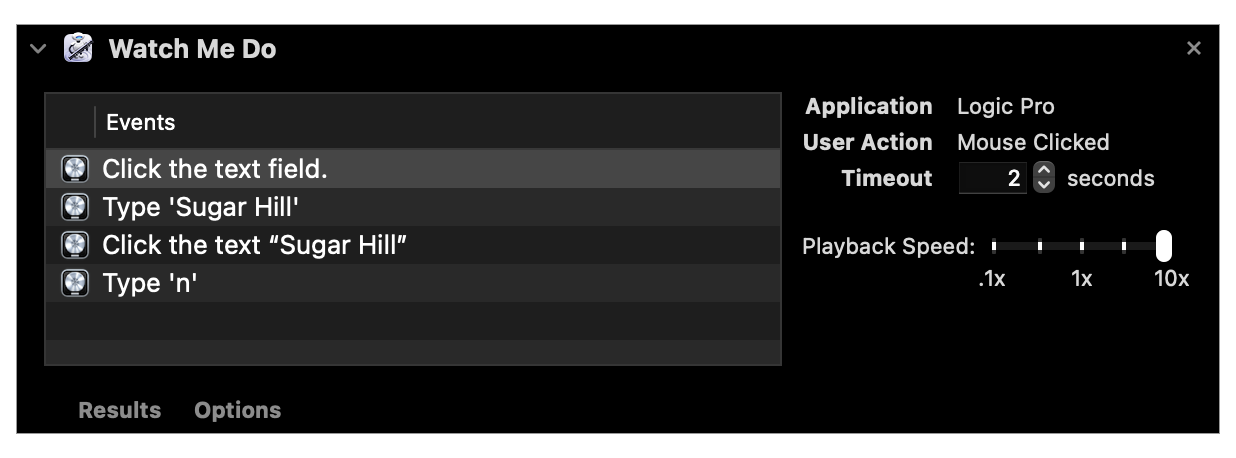 Watch Me Do
Events
Click the text field.
Type 'Sugar Hill'
Click the text “Sugar Hill”
Type 'n'
Application Logic Pro
User Action Mouse Clicked
Timeout 2 seconds
Playback Speed:
.1x 1x 10x
Results Options